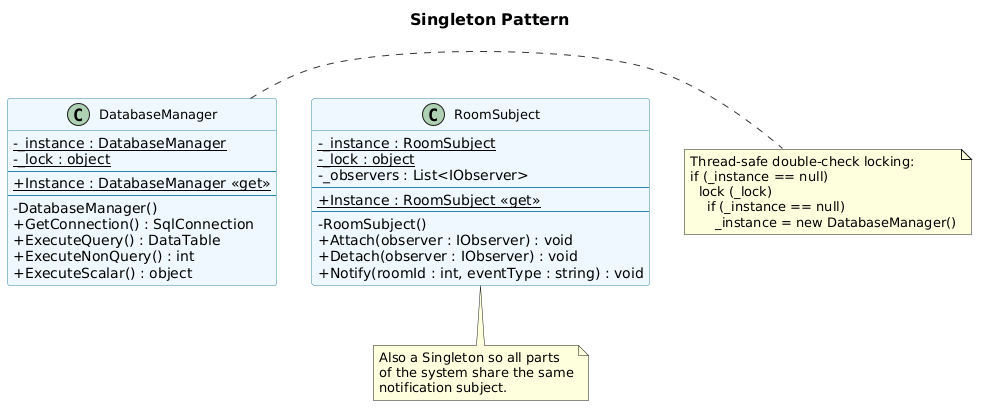 Singleton Pattern
C DatabaseManager
-_instance : DatabaseManager
-_lock : object
+Instance : DatabaseManager «get»
-DatabaseManager()
+GetConnection() : SqlConnection
+ExecuteQuery() : DataTable
+ExecuteNonQuery() : int
+ExecuteScalar() : object
C RoomSubject
-_instance : RoomSubject
-_lock : object
-_observers : List<IObserver>
+Instance : RoomSubject «get»
-RoomSubject()
+Attach(observer : IObserver) : void
+Detach(observer : IObserver) : void
+Notify(roomId : int, eventType : string) : void
Thread-safe double-check locking:
if (_instance == null)
lock (_lock)
if (_instance == null)
_instance = new DatabaseManager()
Also a Singleton so all parts
of the system share the same
notification subject.